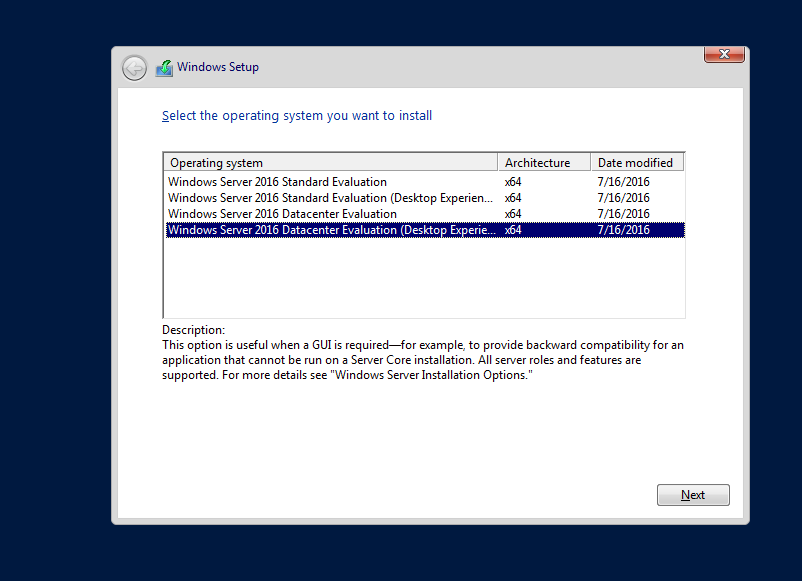 Windows Setup
Select the operating system you want to install
Operating system Architecture Date modified
Windows Server 2016 Standard Evaluation x64 7/16/2016
Windows Server 2016 Standard Evaluation (Desktop Experien... x64 7/16/2016
Windows Server 2016 Datacenter Evaluation x64 7/16/2016
Windows Server 2016 Datacenter Evaluation (Desktop Experie... x64 7/16/2016
Description:
This option is useful when a GUI is required—for example, to provide backward compatibility for an
application that cannot be run on a Server Core installation. All server roles and features are
supported. For more details see "Windows Server Installation Options."
Next